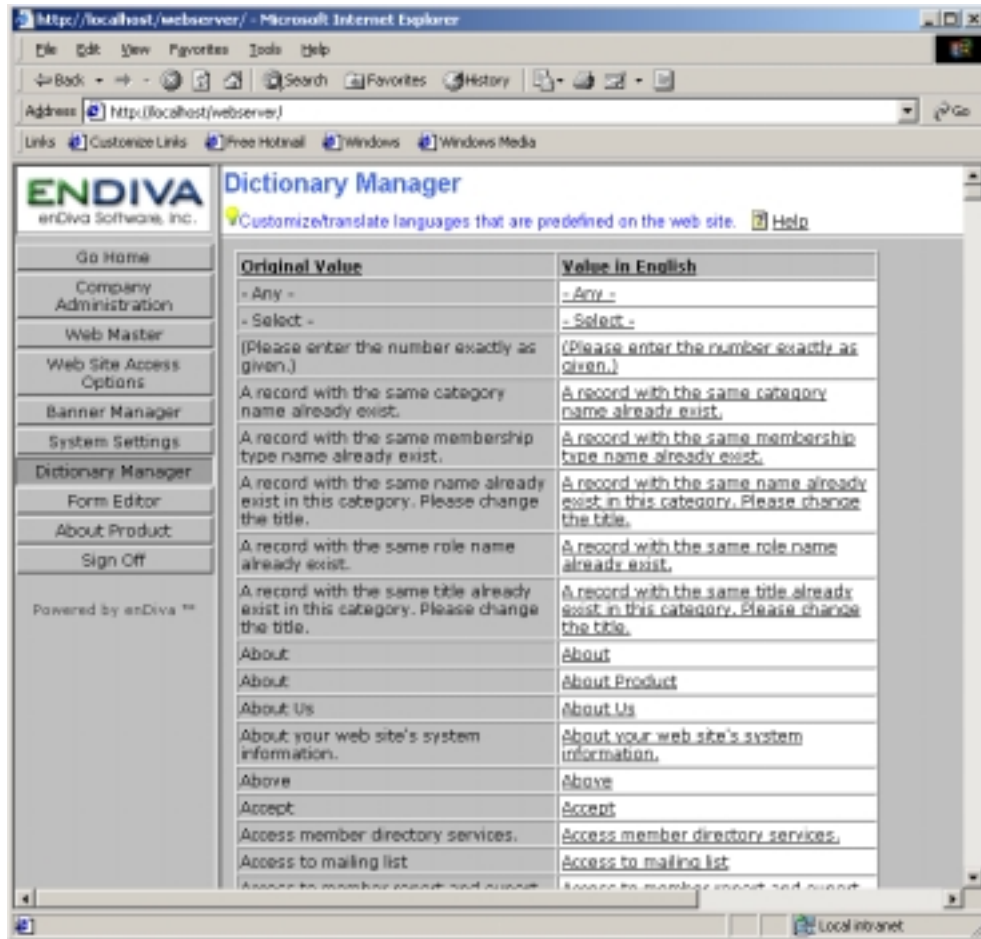 http://localhost/webserver/ - Microsoft Internet Explorer
File Edit View Favorites Tools Help
Back Search Favorites History
Address http://localhost/webserver/ Go
Links Customize Links Free Hotmail Windows Windows Media
ENDIVA
enDiva Software, Inc.
Go Home
Company
Administration
Web Master
Web Site Access
Options
Banner Manager
System Settings
Dictionary Manager
Form Editor
About Product
Sign Off
Powered by enDiva ™
Dictionary Manager
Customize/translate languages that are predefined on the web site. Help
Original Value Value in English
- Any - - Any -
- Select - - Select -
(Please enter the number exactly as
given.)
(Please enter the number exactly as
given.)
A record with the same category
name already exist.
A record with the same category
name already exist.
A record with the same membership
type name already exist.
A record with the same membership
type name already exist.
A record with the same name already
exist in this category. Please change
the title.
A record with the same name already
exist in this category. Please change
the title.
A record with the same role name
already exist.
A record with the same role name
already exist.
A record with the same title already
exist in this category. Please change
the title.
A record with the same title already
exist in this category. Please change
the title.
About About
About About Product
About Us About Us
About your web site's system
information.
About your web site's system
information.
Above Above
Accept Accept
Access member directory services. Access member directory services.
Access to mailing list Access to mailing list
Access to member report and Access to member report and
Local intranet